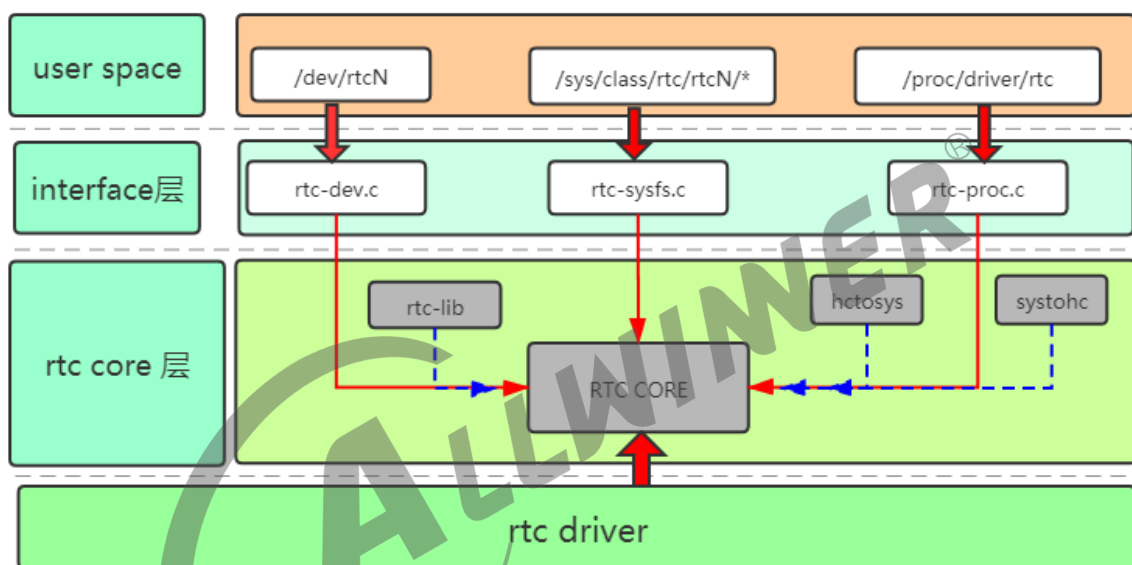 user space
/dev/rtcN
/sys/class/rtc/rtcN/*
/proc/driver/rtc
interface层
rtc-dev.c
rtc-sysfs.c
rtc-proc.c
rtc core 层
rtc-lib
hctosys
systohc
RTC CORE
rtc driver
ALLWINNER®